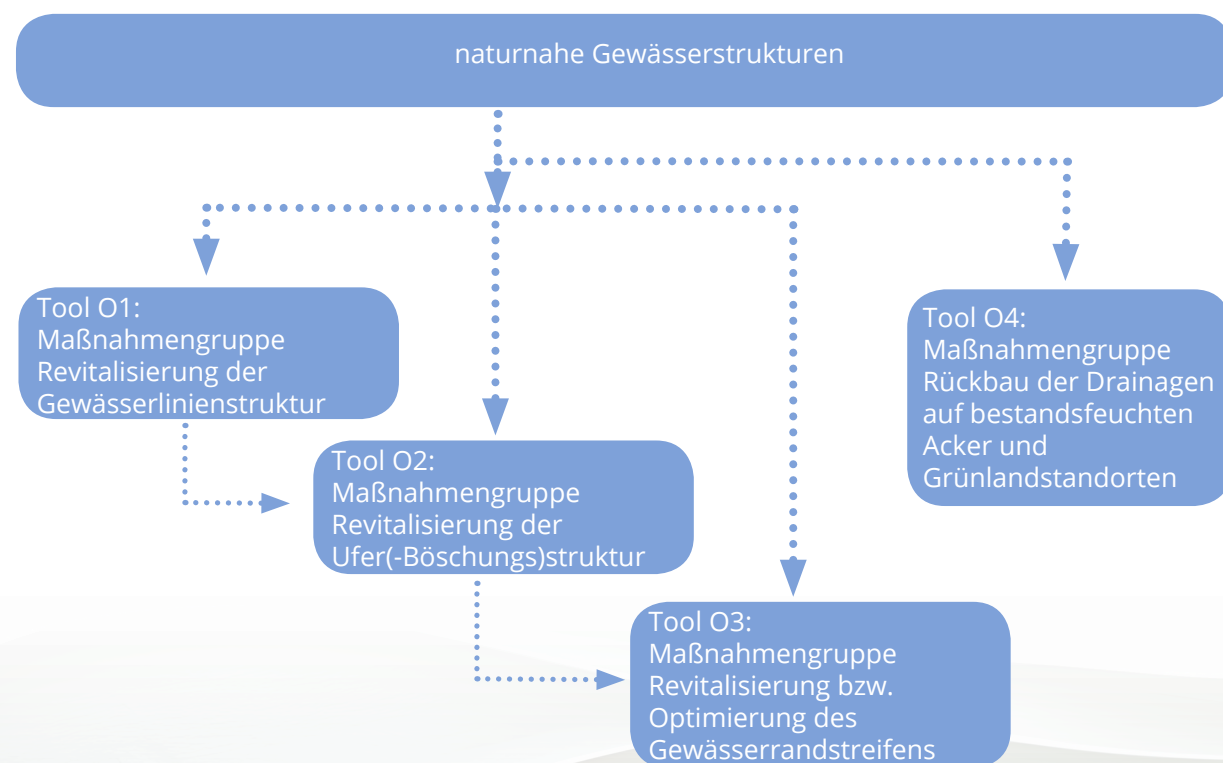 naturnahe Gewässerstrukturen
Tool O1:
Maßnahmengruppe
Revitalisierung der
Gewässerlinienstruktur
Tool O2:
Maßnahmengruppe
Revitalisierung der
Ufer(-Böschungs)struktur
Tool O3:
Maßnahmengruppe
Revitalisierung bzw.
Optimierung des
Gewässerrandstreifens
Tool O4:
Maßnahmengruppe
Rückbau der Drainagen
auf bestandsfeuchten
Acker und
Grünlandstandorten